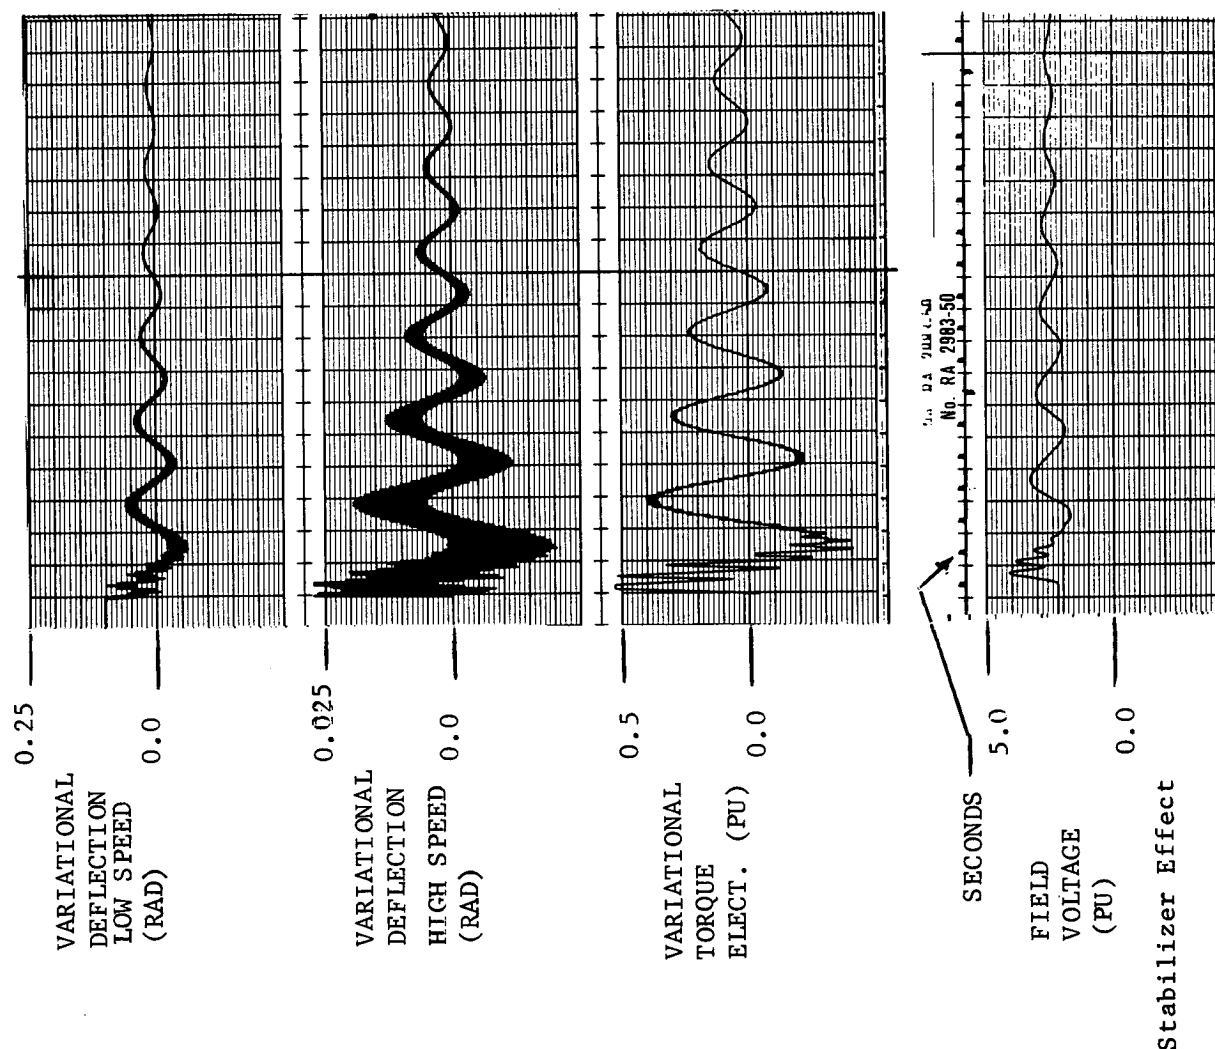 0.25
0.0
VARIATIONAL
DEFLECTION
LOW SPEED
(RAD)
0.025
0.0
VARIATIONAL
DEFLECTION
HIGH SPEED
(RAD)
0.5
0.0
VARIATIONAL
TORQUE
ELECT. (PU)
No. RA 2983-50
SECONDS
5.0
0.0
FIELD
VOLTAGE
(PU)
Stabilizer Effect